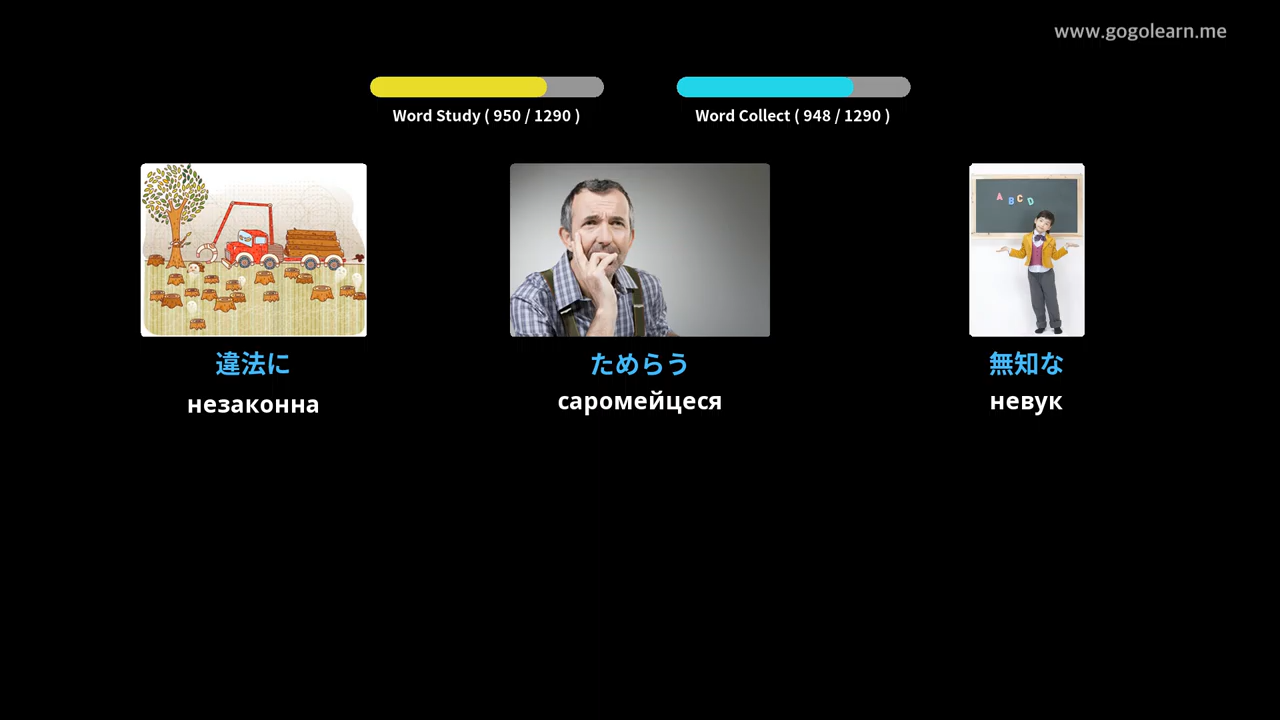 www.gogolearn.me
Word Study ( 950 / 1290 )
Word Collect ( 948 / 1290 )
A B C D
違法に
незаконна
ためらう
саромейцеся
無知な
невук